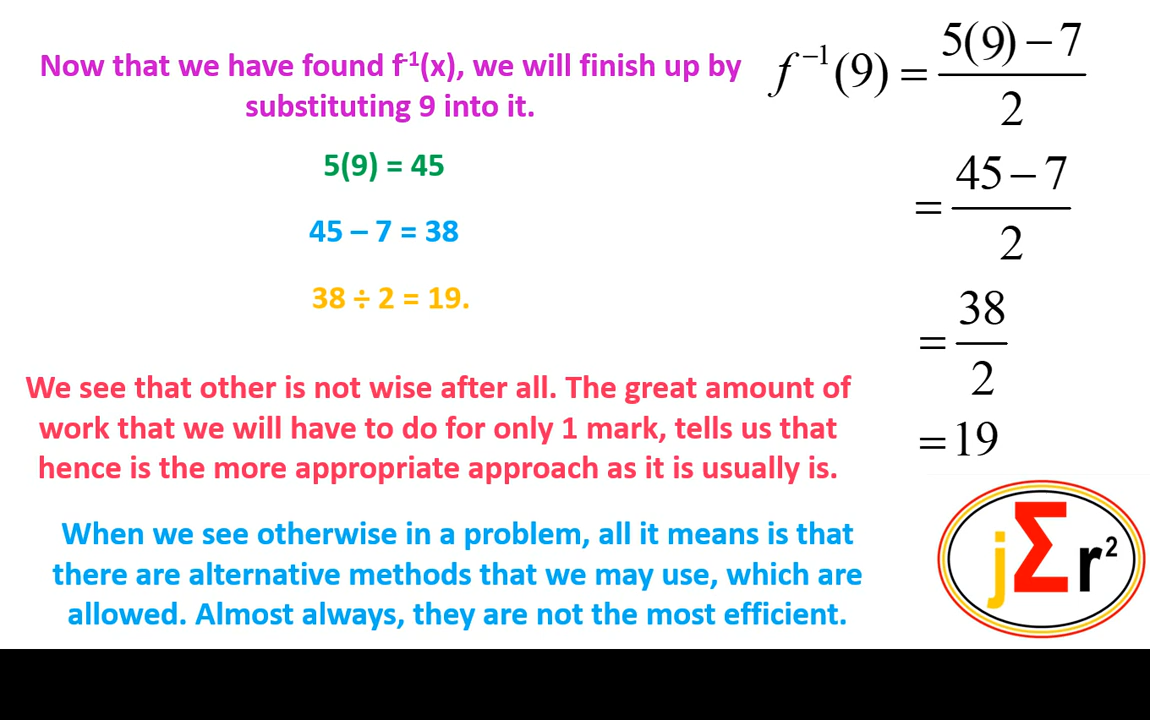 Now that we have found f⁻¹(x), we will finish up by
substituting 9 into it.
5(9) = 45
45 – 7 = 38
38 ÷ 2 = 19.
We see that other is not wise after all. The great amount of
work that we will have to do for only 1 mark, tells us that
hence is the more appropriate approach as it is usually is.
When we see otherwise in a problem, all it means is that
there are alternative methods that we may use, which are
allowed. Almost always, they are not the most efficient.
f⁻¹(9) = (5(9) – 7)/2
= (45 – 7)/2
= 38/2
= 19
jΣr²